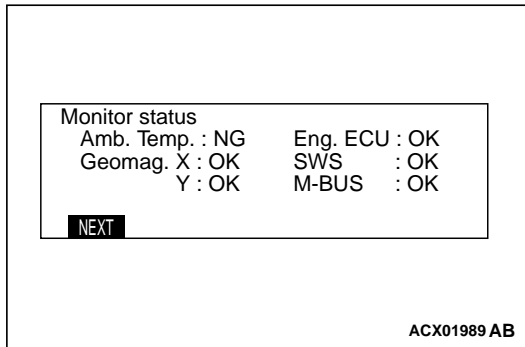 Monitor status
Amb. Temp. : NG Eng. ECU : OK
Geomag. X : OK SWS : OK
Y : OK M-BUS : OK
NEXT
ACX01989 AB